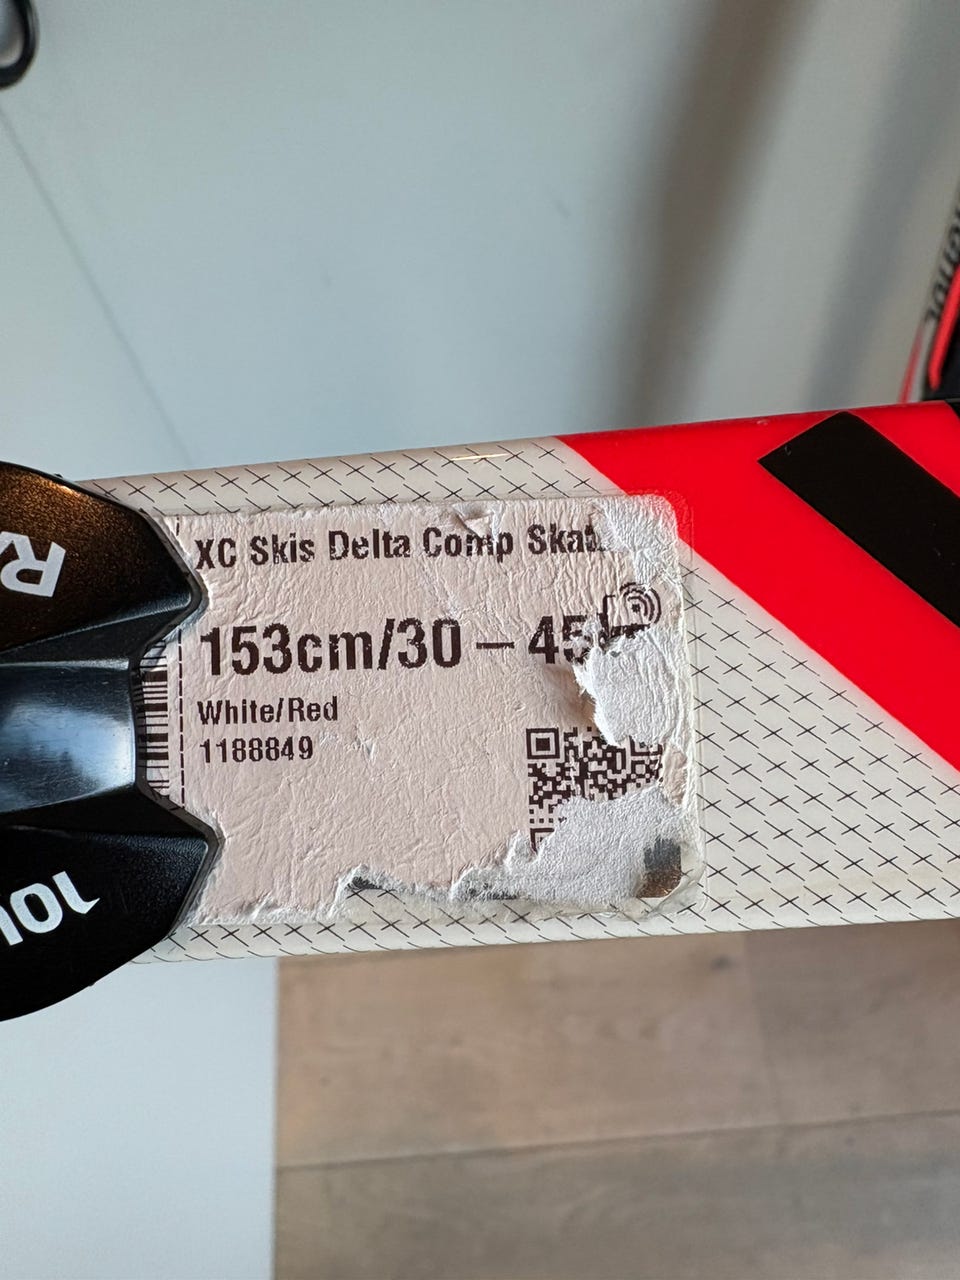 XC Skis Delta Comp
153cm/30 – 45
White/Red
1188849